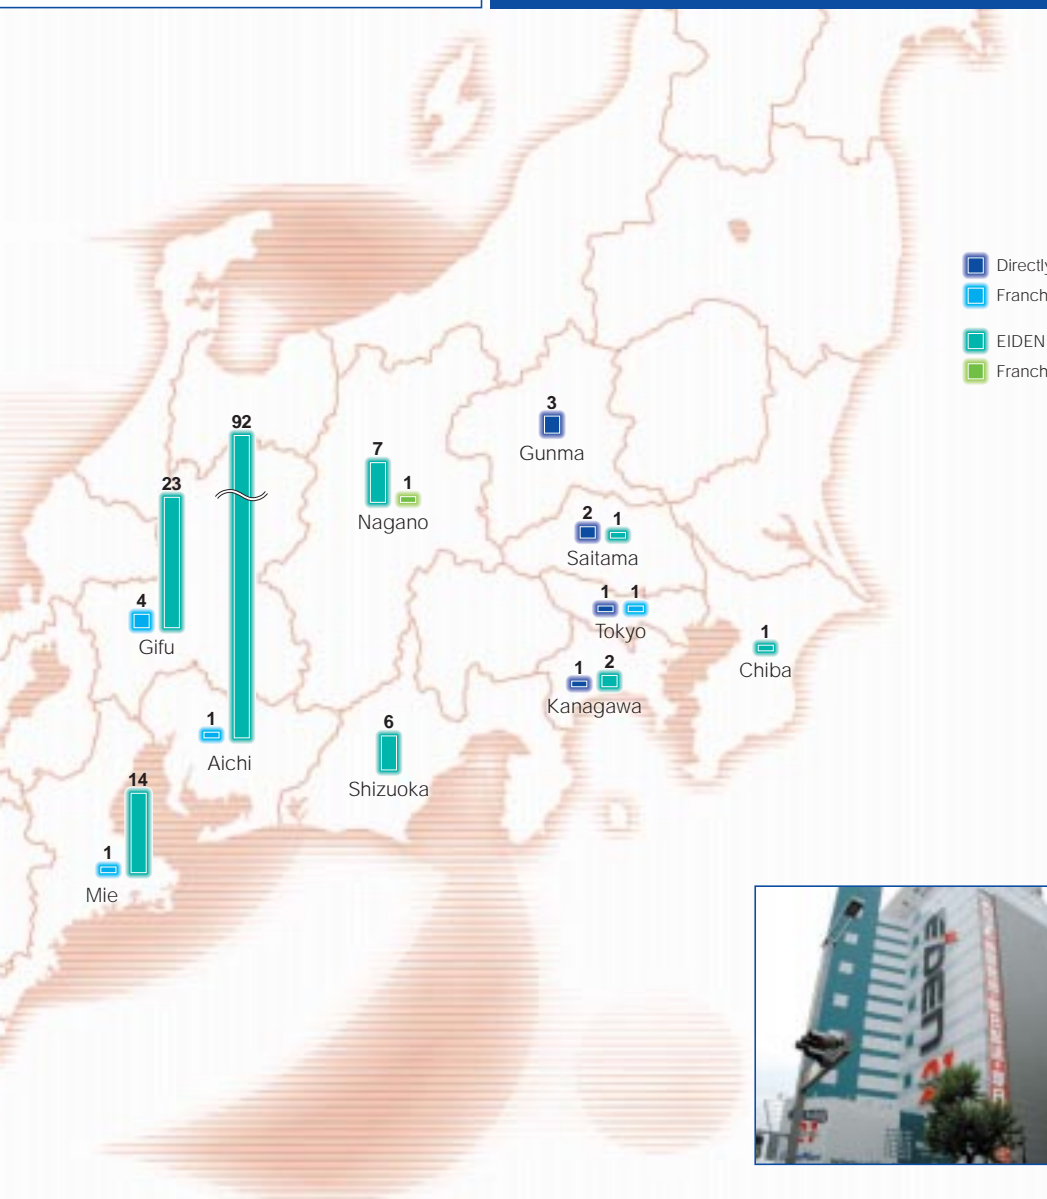 Directly
Franch
EIDEN
Franch
92
23
4
Gifu
7
1
Nagano
3
Gunma
2
1
Saitama
1
1
Tokyo
1
2
Kanagawa
1
Chiba
1
Aichi
6
Shizuoka
14
1
Mie
EIDEN